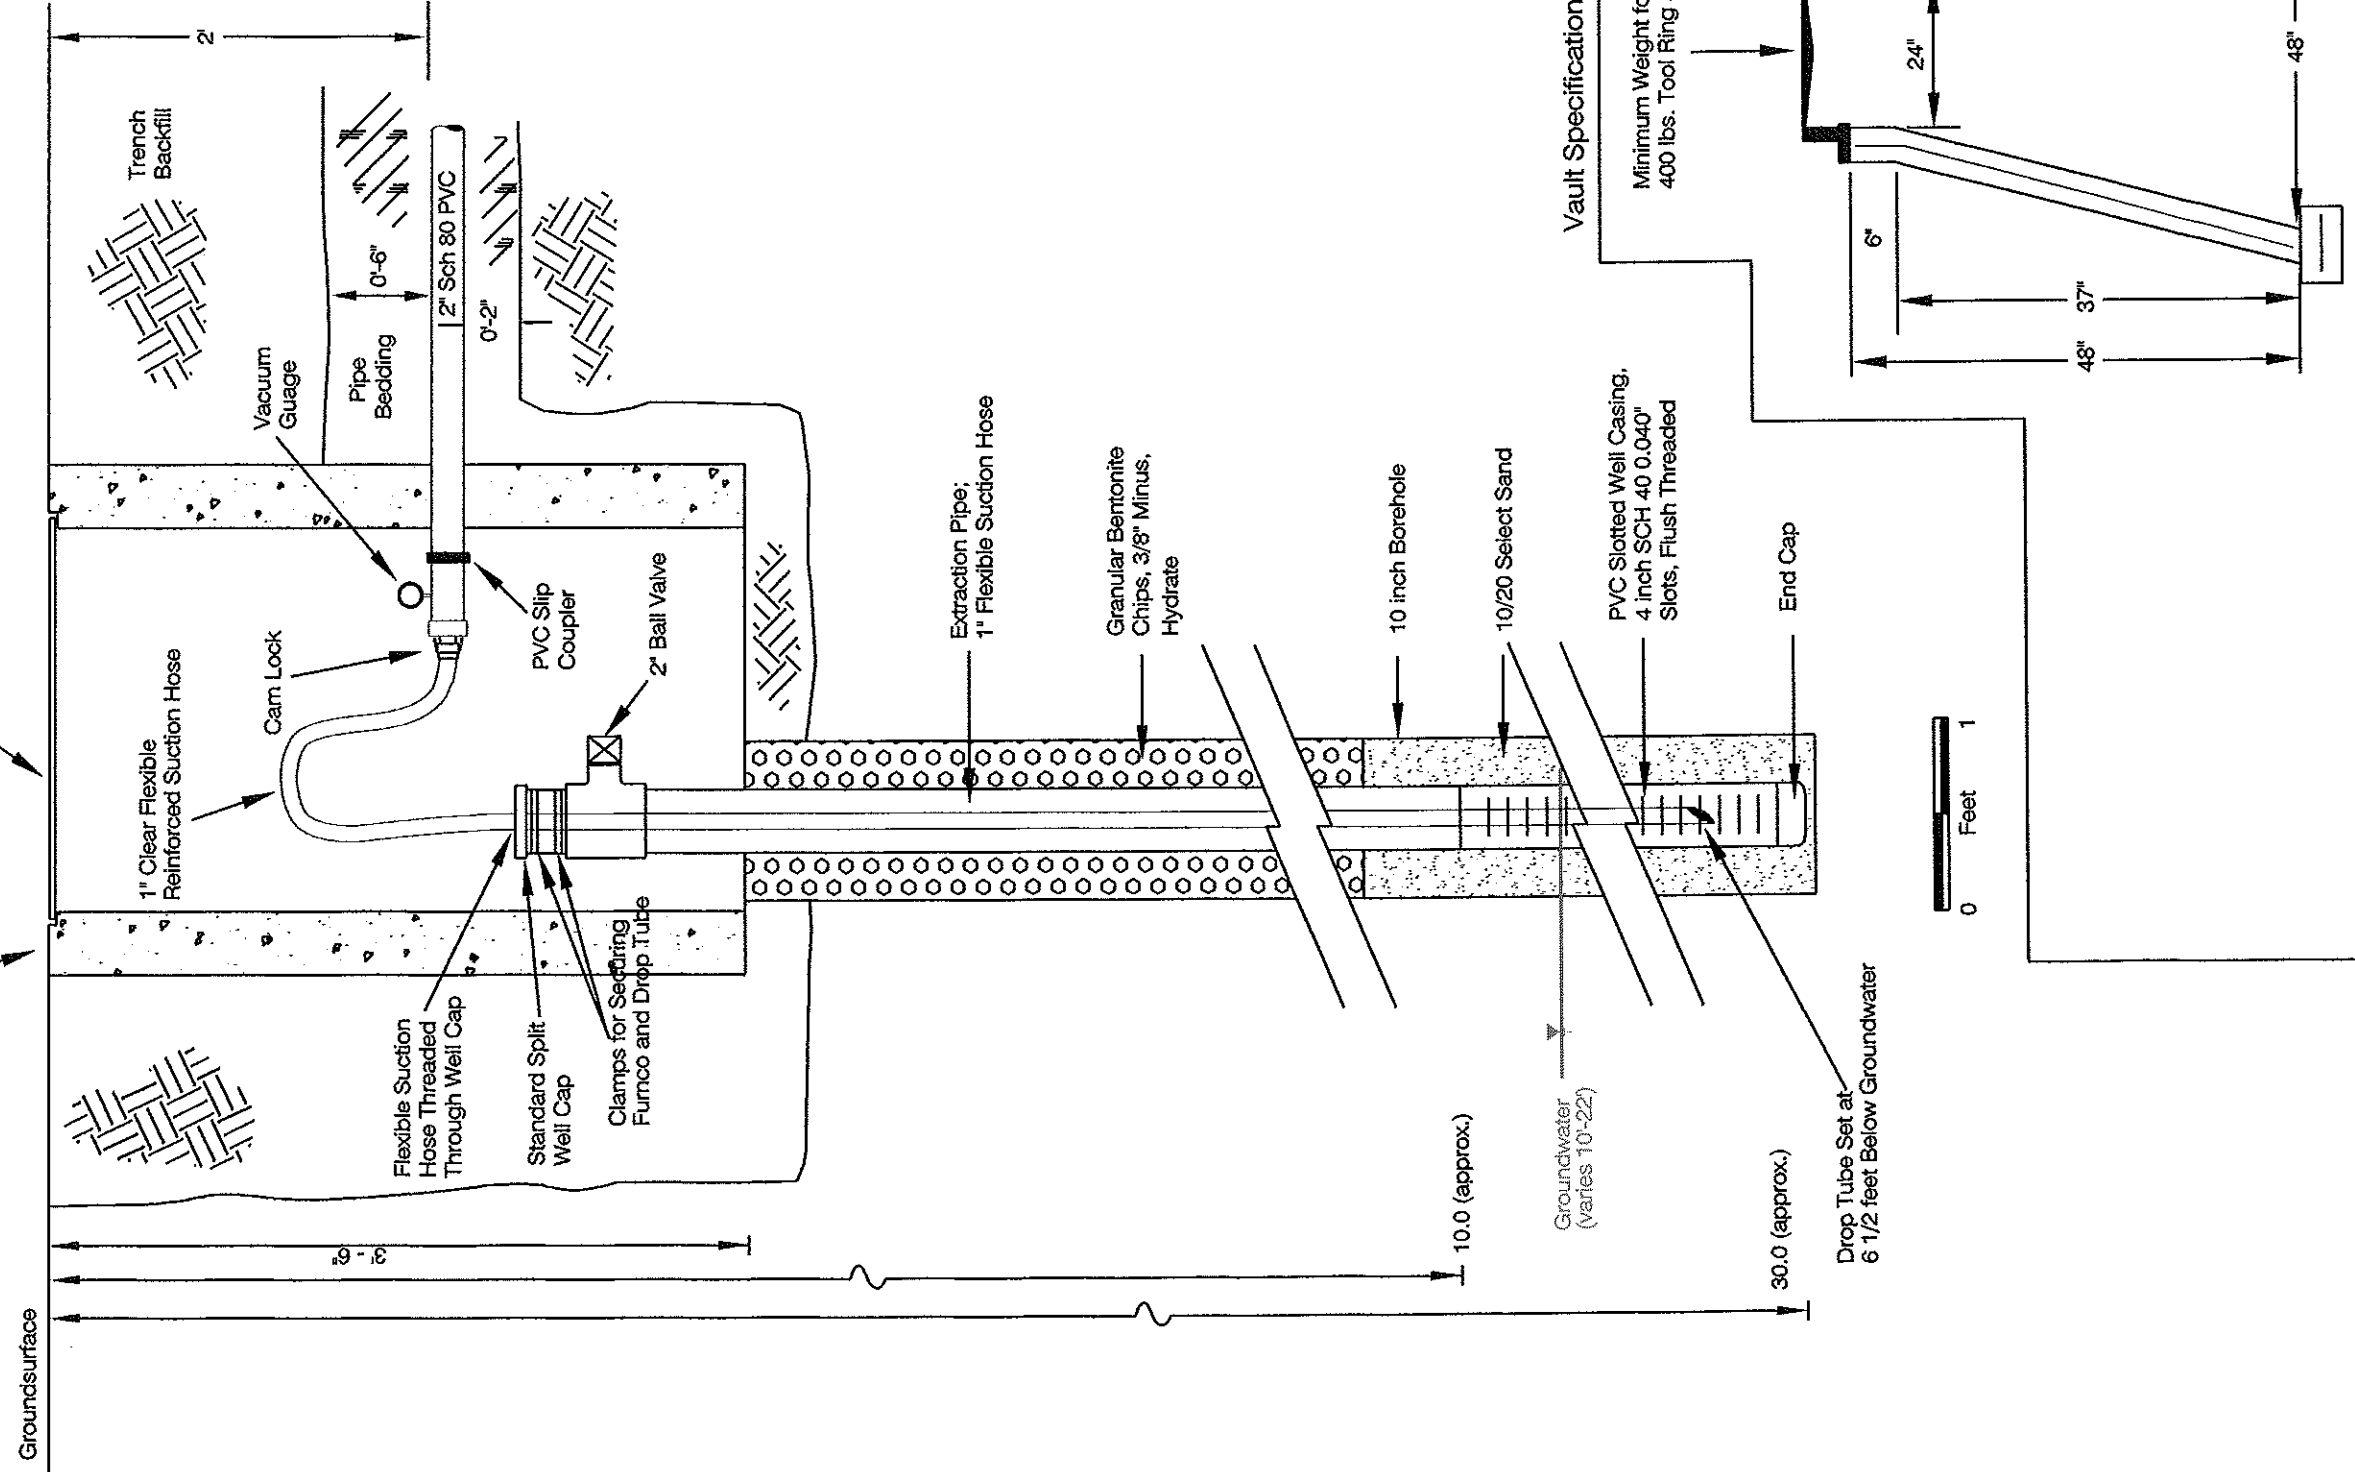 Groundsurface
2'
Trench
Backfill
Vacuum
Guage
Pipe
Bedding
0'-6"
2" Sch 80 PVC
0'-2"
1" Clear Flexible
Reinforced Suction Hose
Cam Lock
PVC Slip
Coupler
2" Ball Valve
Flexible Suction
Hose Threaded
Through Well Cap
Standard Split
Well Cap
Clamps for Securing
Furnco and Drop Tube
3' - 6"
Extraction Pipe;
1" Flexible Suction Hose
Granular Bentonite
Chips, 3/8" Minus,
Hydrate
10 inch Borehole
10/20 Select Sand
PVC Slotted Well Casing,
4 inch SCH 40 0.040"
Slots, Flush Threaded
End Cap
10.0 (approx.)
Groundwater
(varies 10'-22')
30.0 (approx.)
Drop Tube Set at
6 1/2 feet Below Groundwater
0
Feet
1
Vault Specification
Minimum Weight fo
400 lbs. Tool Ring
24"
6"
37"
48"
48"